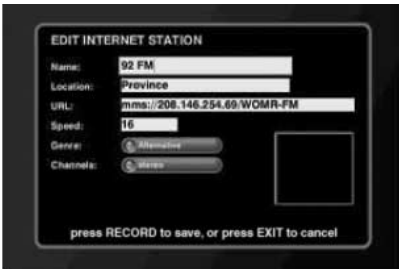 EDIT INTERNET STATION
Name: 92 FM
Location: Province
URL: mms://208.146.254.69/WOMR-FM
Speed: 16
Genre: Alternative
Channels: stereo
press RECORD to save, or press EXIT to cancel